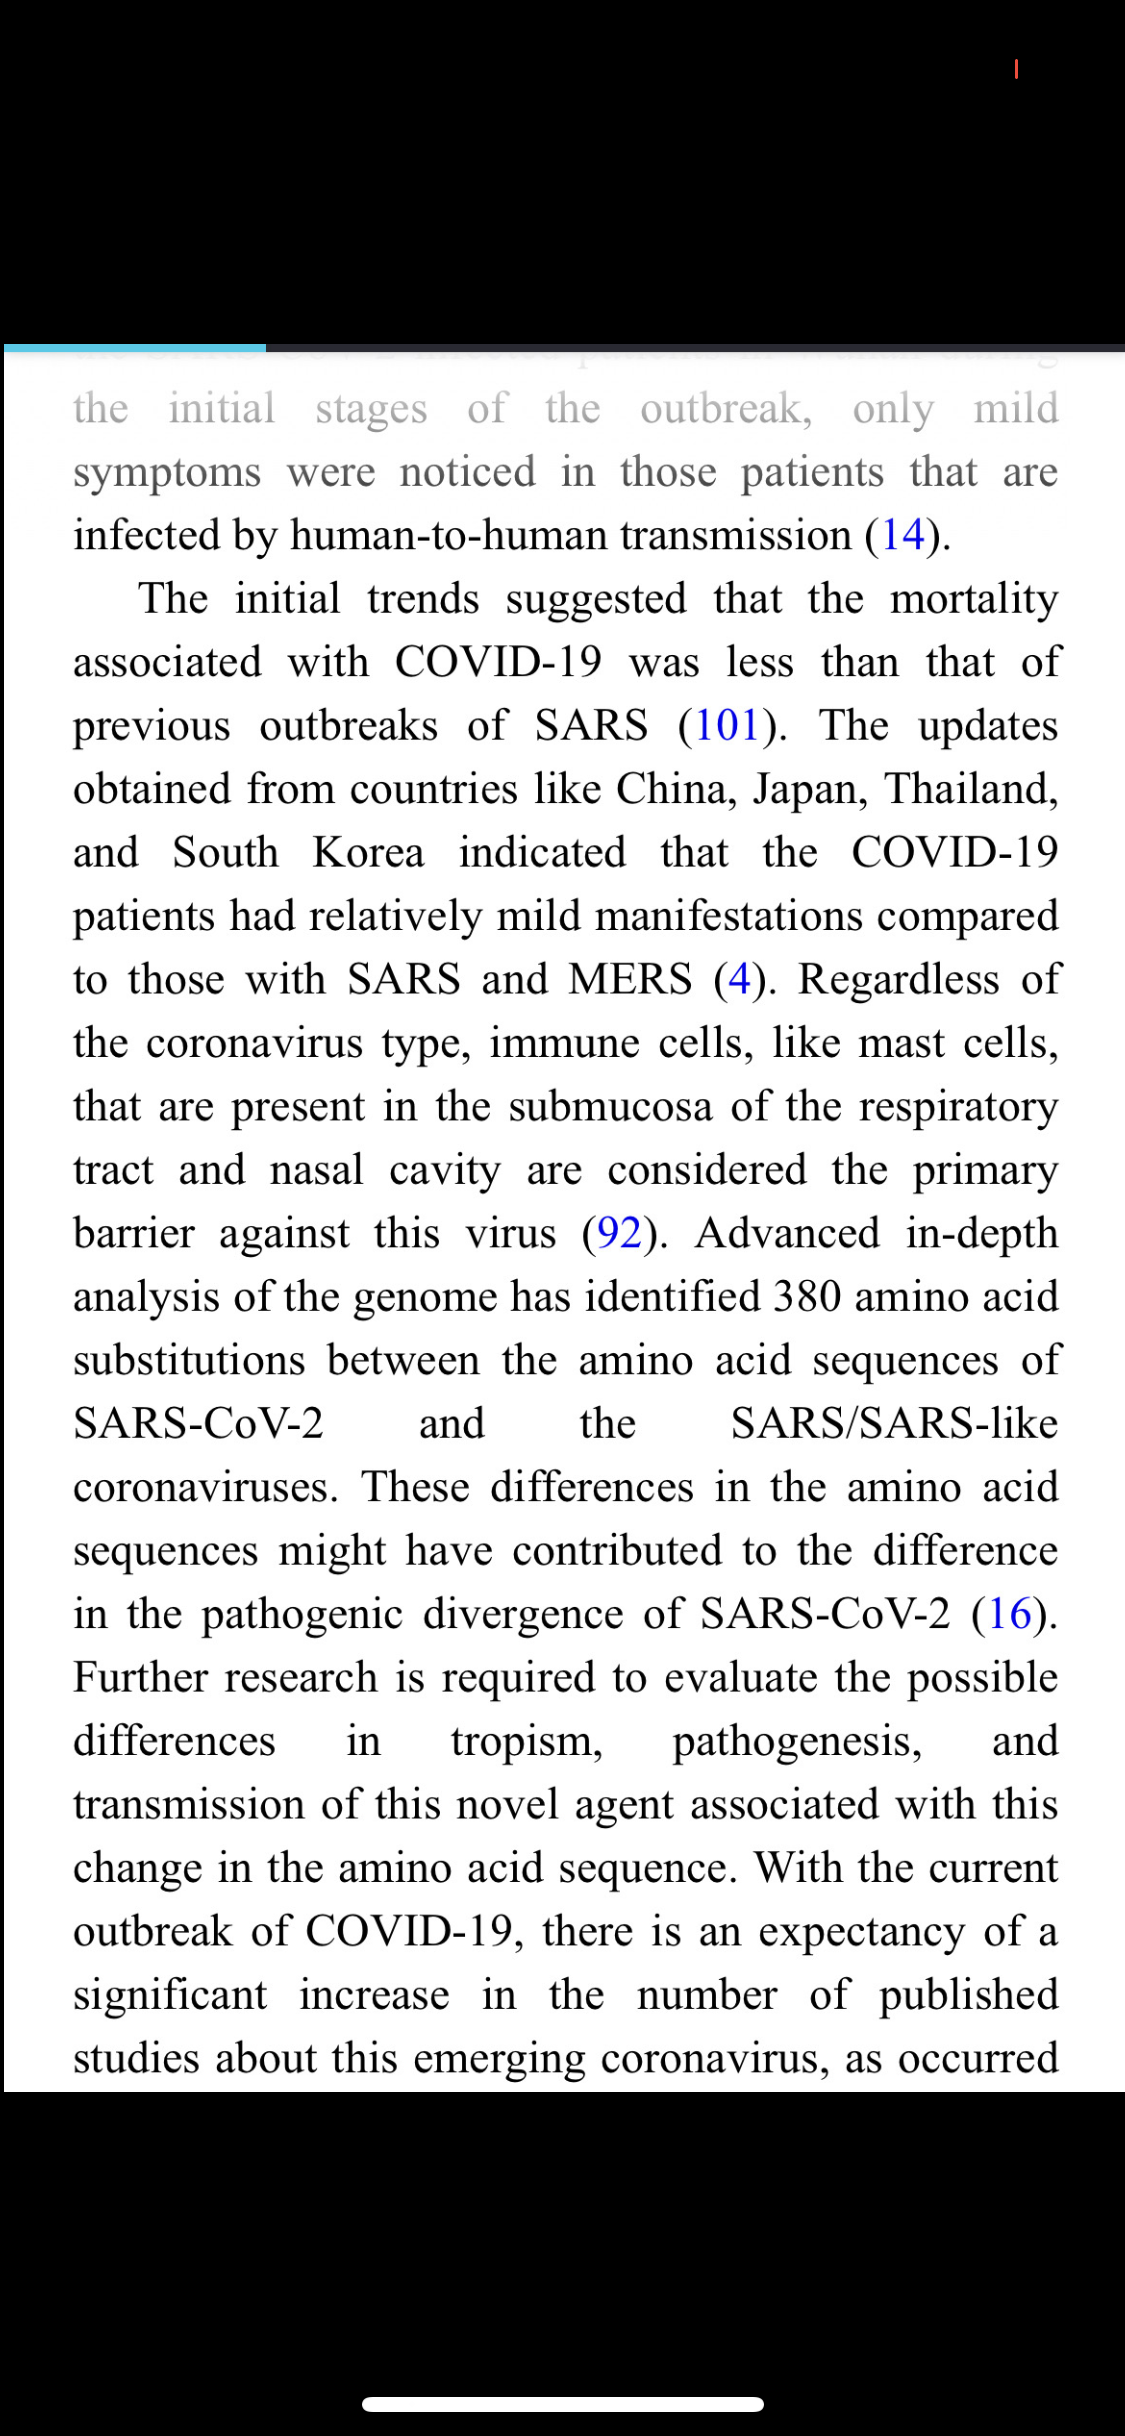 the initial stages of the outbreak, only mild
symptoms were noticed in those patients that are
infected by human-to-human transmission (14).
The initial trends suggested that the mortality
associated with COVID-19 was less than that of
previous outbreaks of SARS (101). The updates
obtained from countries like China, Japan, Thailand,
and South Korea indicated that the COVID-19
patients had relatively mild manifestations compared
to those with SARS and MERS (4). Regardless of
the coronavirus type, immune cells, like mast cells,
that are present in the submucosa of the respiratory
tract and nasal cavity are considered the primary
barrier against this virus (92). Advanced in-depth
analysis of the genome has identified 380 amino acid
substitutions between the amino acid sequences of
SARS-CoV-2 and the SARS/SARS-like
coronaviruses. These differences in the amino acid
sequences might have contributed to the difference
in the pathogenic divergence of SARS-CoV-2 (16).
Further research is required to evaluate the possible
differences in tropism, pathogenesis, and
transmission of this novel agent associated with this
change in the amino acid sequence. With the current
outbreak of COVID-19, there is an expectancy of a
significant increase in the number of published
studies about this emerging coronavirus, as occurred